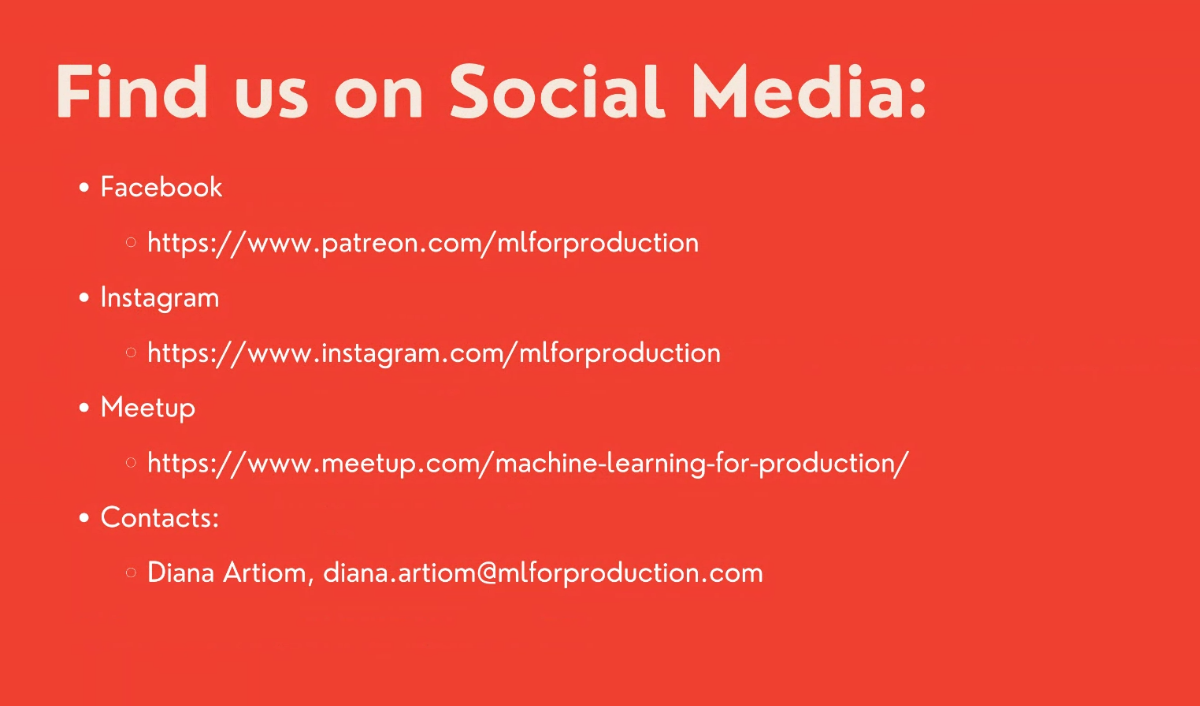 Find us on Social Media:
• Facebook
○ https://www.patreon.com/mlforproduction
• Instagram
○ https://www.instagram.com/mlforproduction
• Meetup
○ https://www.meetup.com/machine-learning-for-production/
• Contacts:
○ Diana Artiom, diana.artiom@mlforproduction.com